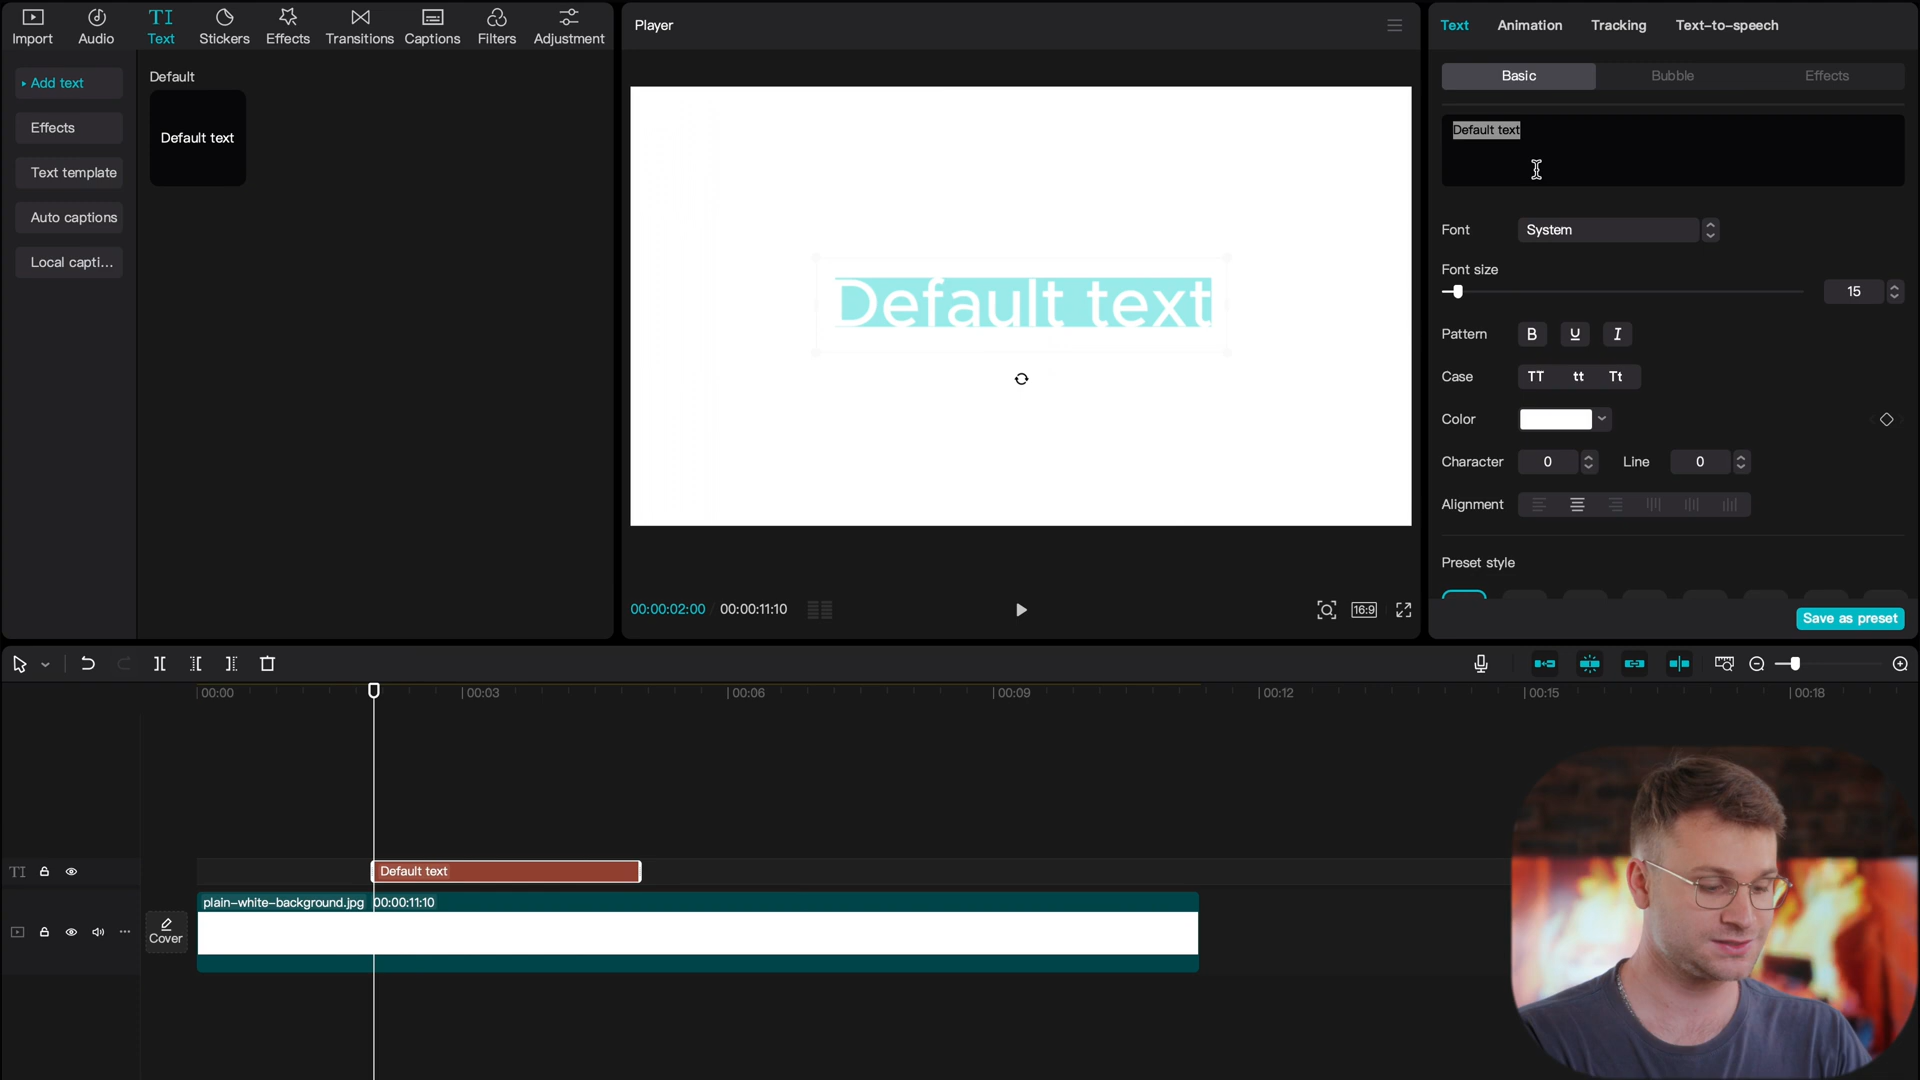 Import
Audio
TI
Text
Stickers
Effects
Transitions
Captions
Filters
Adjustment
Add text
Effects
Text template
Auto captions
Local capti...
Default
Default text
Player
Default text
00:00:02:00
00:00:11:10
16:9
Text
Animation
Tracking
Text-to-speech
Basic
Bubble
Effects
Default text
Font
System
Font size
15
Pattern
B
U
I
Case
TT
tt
Tt
Color
Character
0
Line
0
Alignment
Preset style
Save as preset
00:00
00:03
00:06
00:09
00:12
00:15
00:18
TI
Default text
plain-white-background.jpg 00:00:11:10
Cover